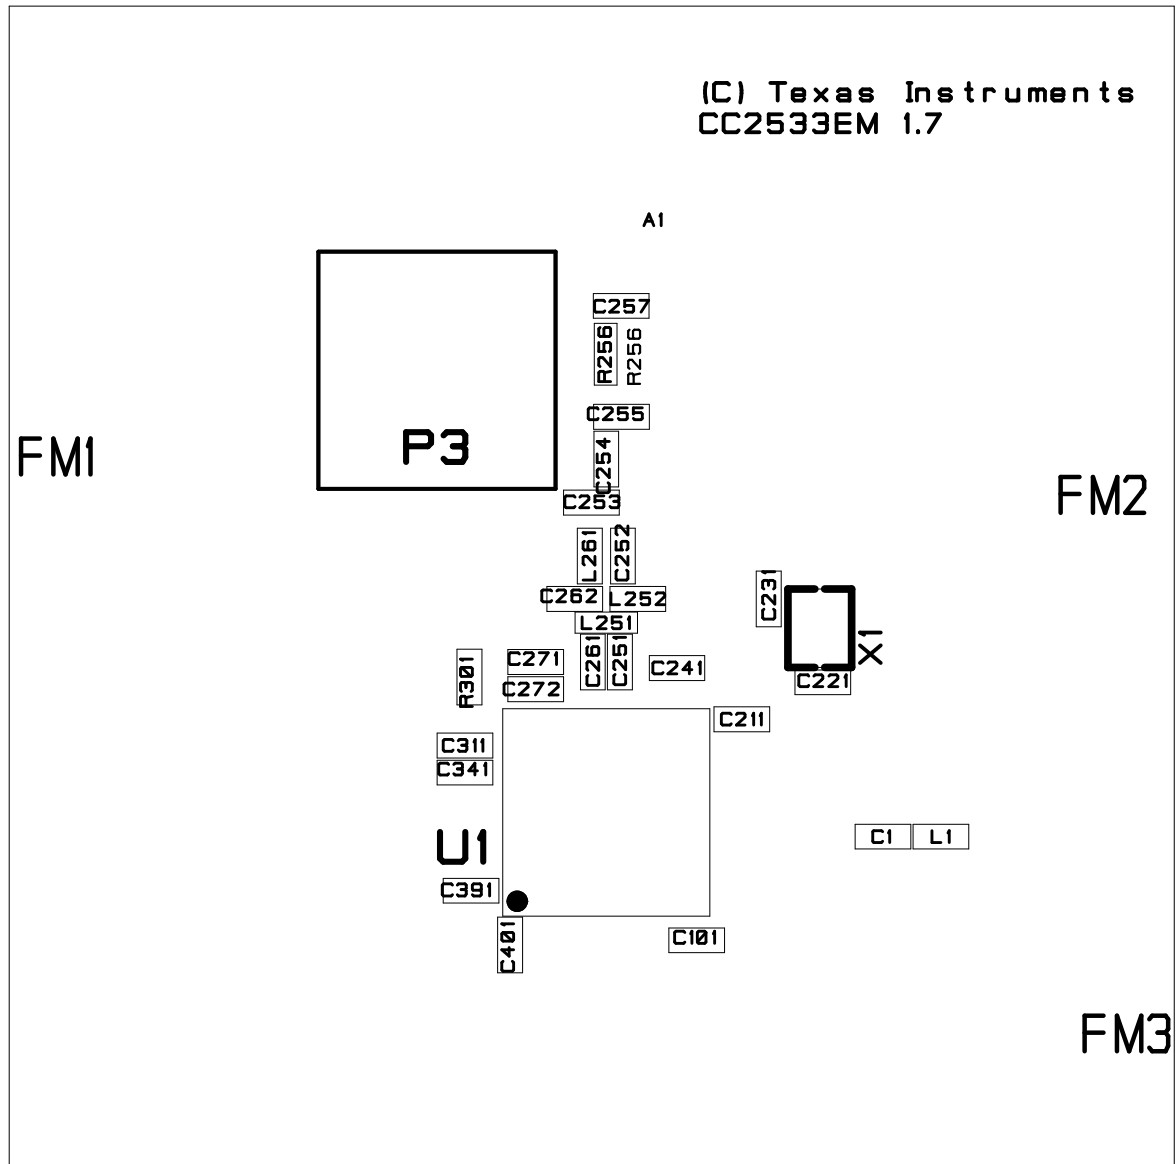 (C) Texas Instruments
CC2533EM 1.7
A1
C257
R256
R256
C255
P3
FM1
C254
C253
FM2
L261
C252
C262
L252
C231
L251
X1
C271
C261
C251
C241
R301
C272
C221
C211
C311
C341
U1
C1
L1
C391
C401
C101
FM3